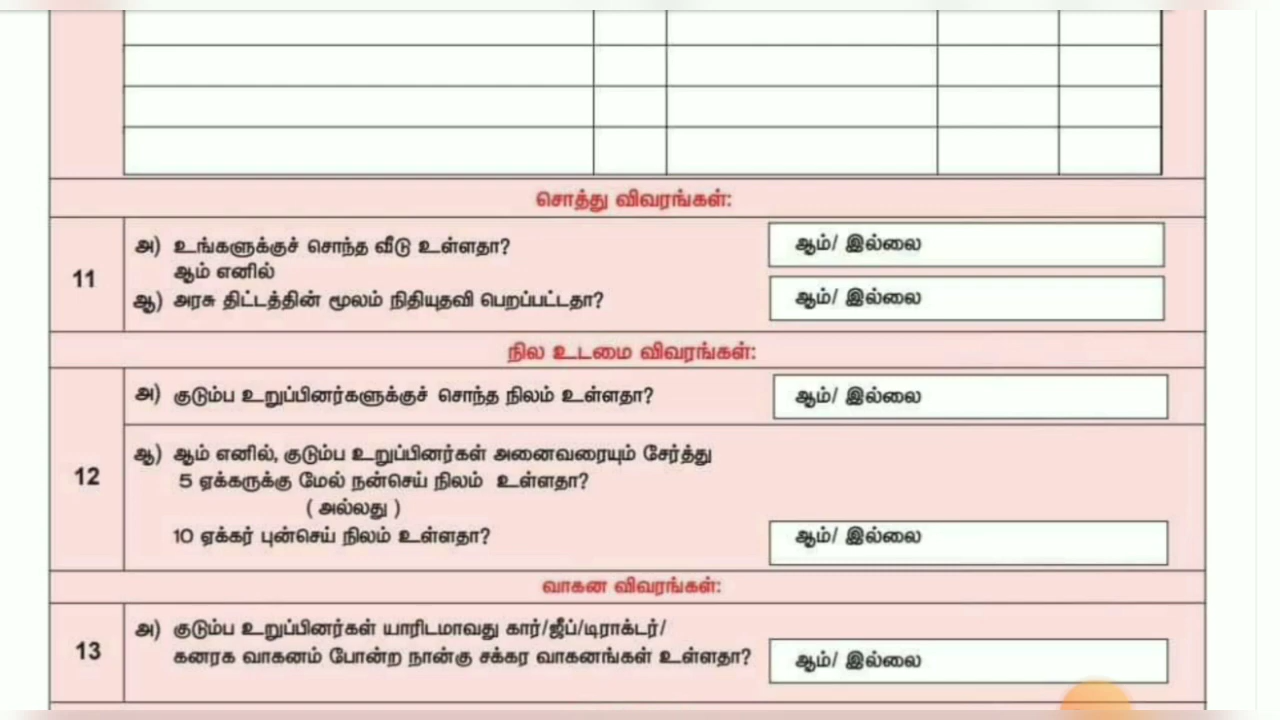 சொத்து விவரங்கள்:
11
அ) உங்களுக்குச் சொந்த வீடு உள்ளதா?
ஆம்/ இல்லை
ஆம் எனில்
ஆ) அரசு திட்டத்தின் மூலம் நிதியுதவி பெறப்பட்டதா?
ஆம்/ இல்லை
நில உடமை விவரங்கள்:
12
அ) குடும்ப உறுப்பினர்களுக்குச் சொந்த நிலம் உள்ளதா?
ஆம்/ இல்லை
ஆ) ஆம் எனில், குடும்ப உறுப்பினர்கள் அனைவரையும் சேர்த்து
5 ஏக்கருக்கு மேல் நன்செய் நிலம் உள்ளதா?
( அல்லது )
10 ஏக்கர் புன்செய் நிலம் உள்ளதா?
ஆம்/ இல்லை
வாகன விவரங்கள்:
13
அ) குடும்ப உறுப்பினர்கள் யாரிடமாவது கார்/ஜீப்/டிராக்டர்/
கனரக வாகனம் போன்ற நான்கு சக்கர வாகனங்கள் உள்ளதா?
ஆம்/ இல்லை